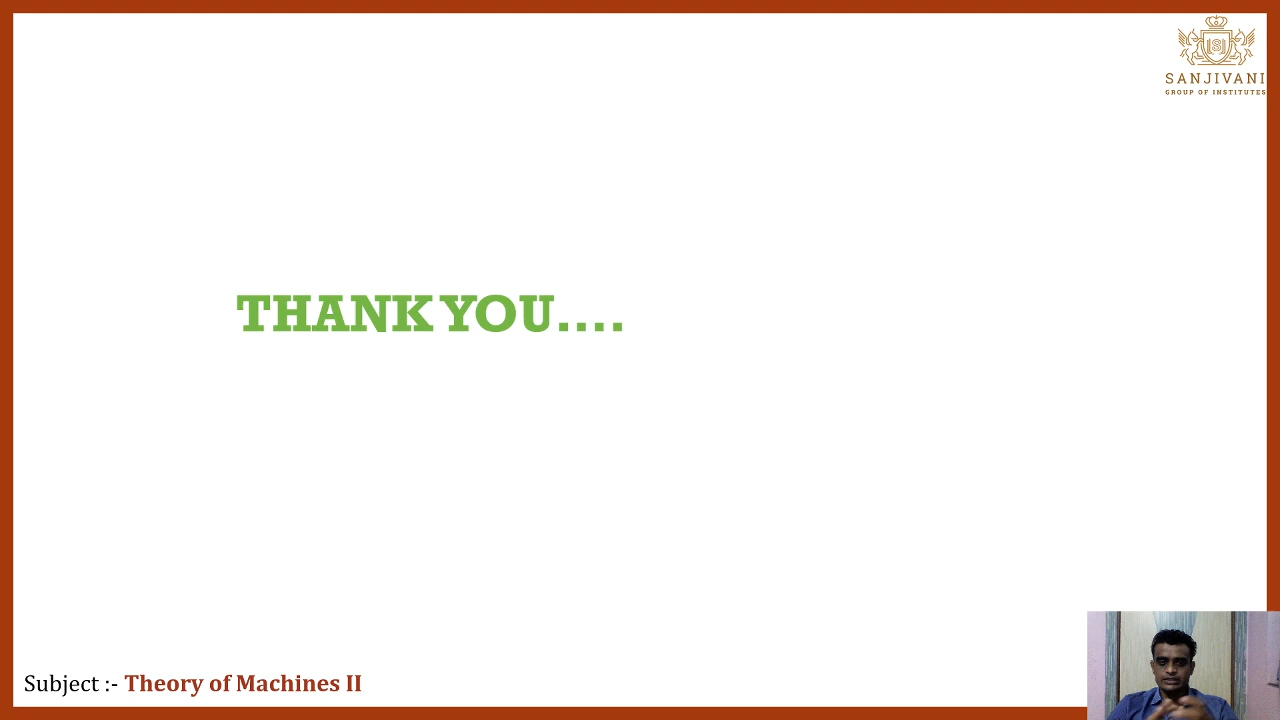 SANJIVANI
GROUP OF INSTITUTES
THANK YOU....
Subject :- Theory of Machines II